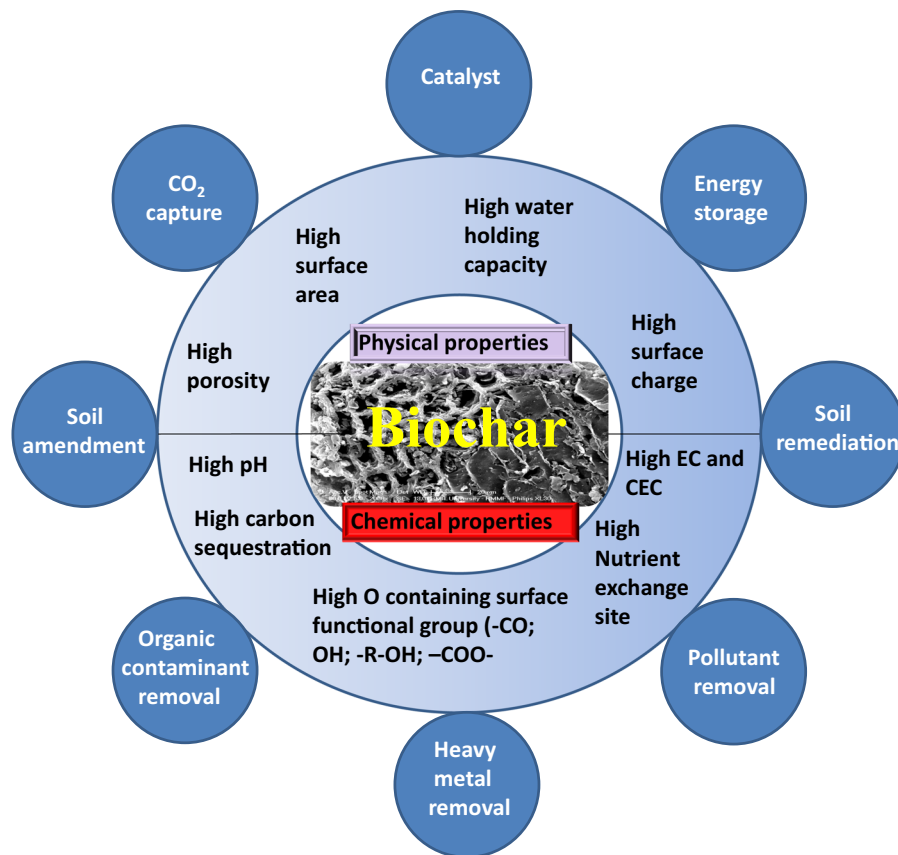 Catalyst
CO₂
capture
Energy
storage
High water
holding
capacity
High
surface
area
High
surface
charge
High
porosity
Physical properties
Biochar
Soil
amendment
Soil
remediation
High pH
High EC and
CEC
Chemical properties
High carbon
sequestration
High
Nutrient
exchange
site
High O containing surface
functional group (-CO;
OH; -R-OH; –COO-
Organic
contaminant
removal
Pollutant
removal
Heavy
metal
removal